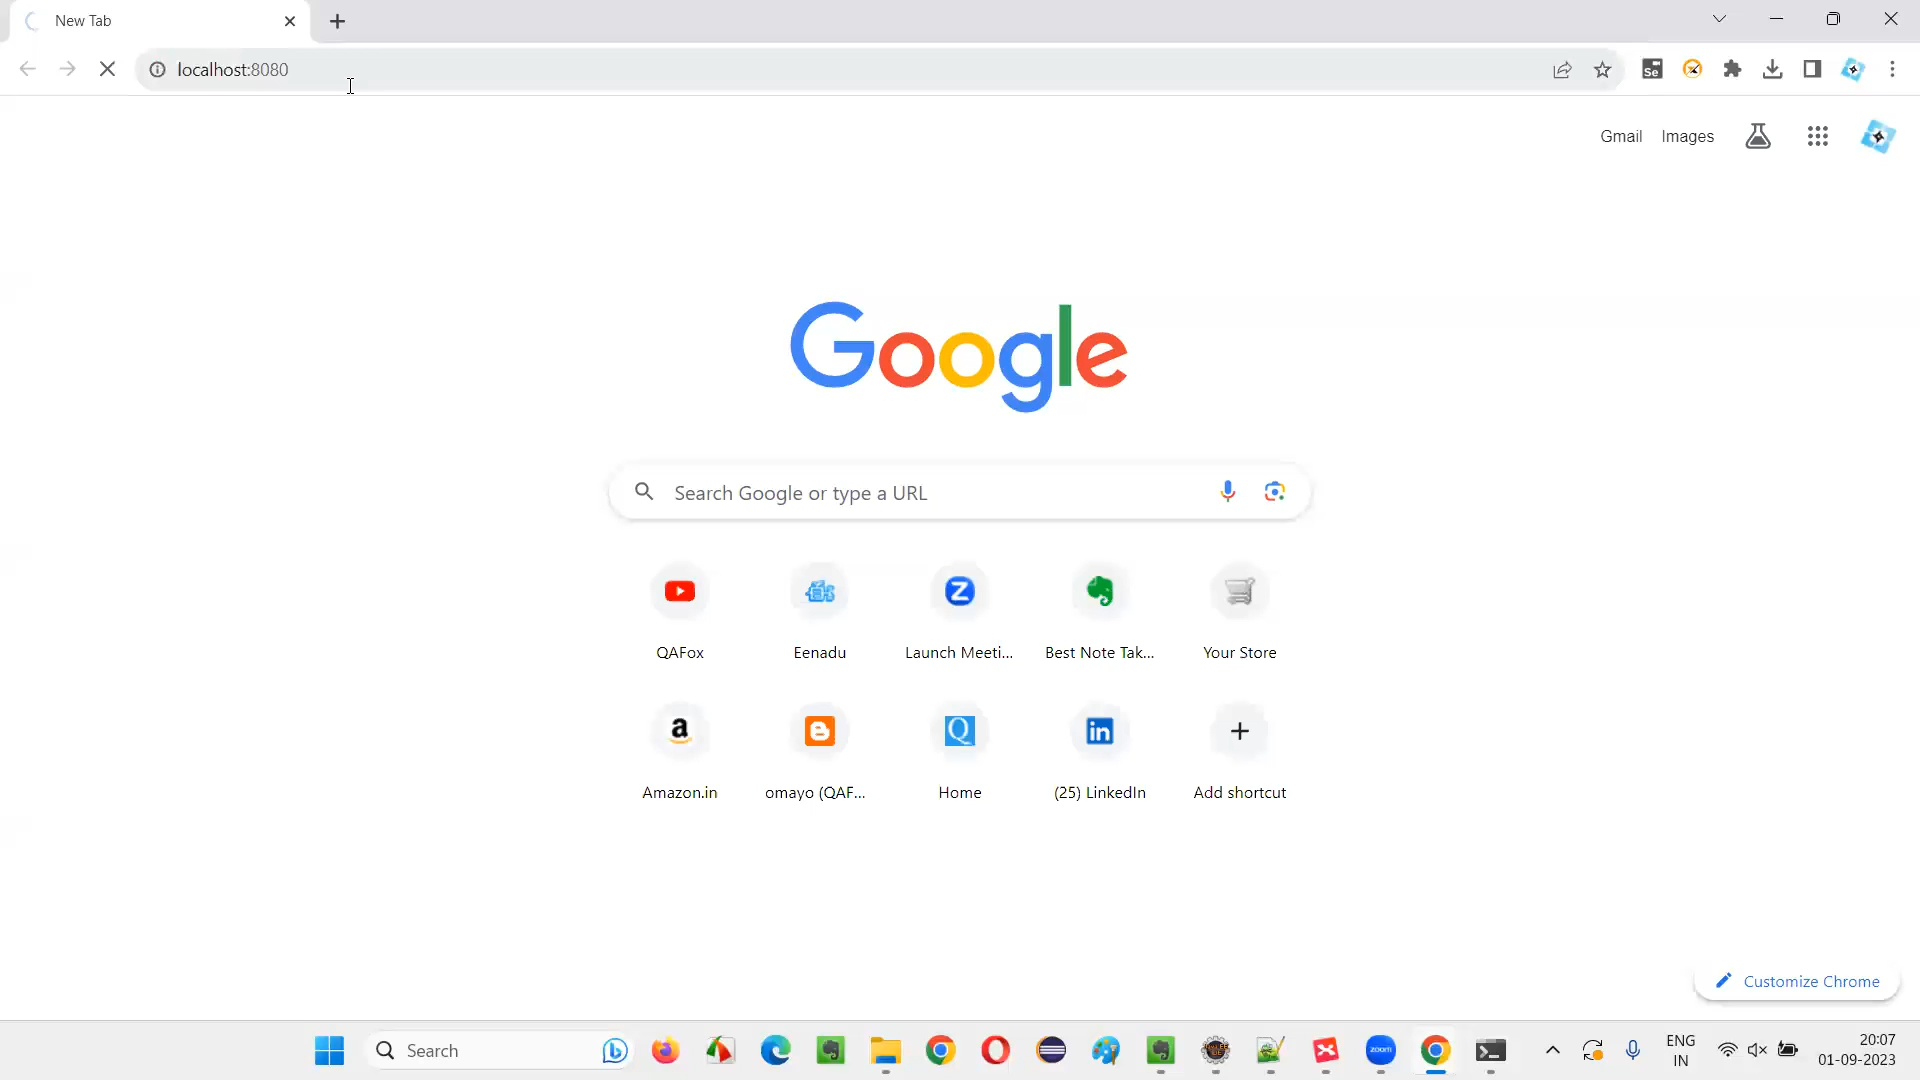 New Tab
localhost:8080
Se
Gmail Images
Google
Search Google or type a URL
QAFox Eenadu Launch Meeti... Best Note Tak... Your Store
Amazon.in omayo (QAF... Home (25) LinkedIn Add shortcut
Customize Chrome
Search
zoom
ENG
IN
20:07
01-09-2023